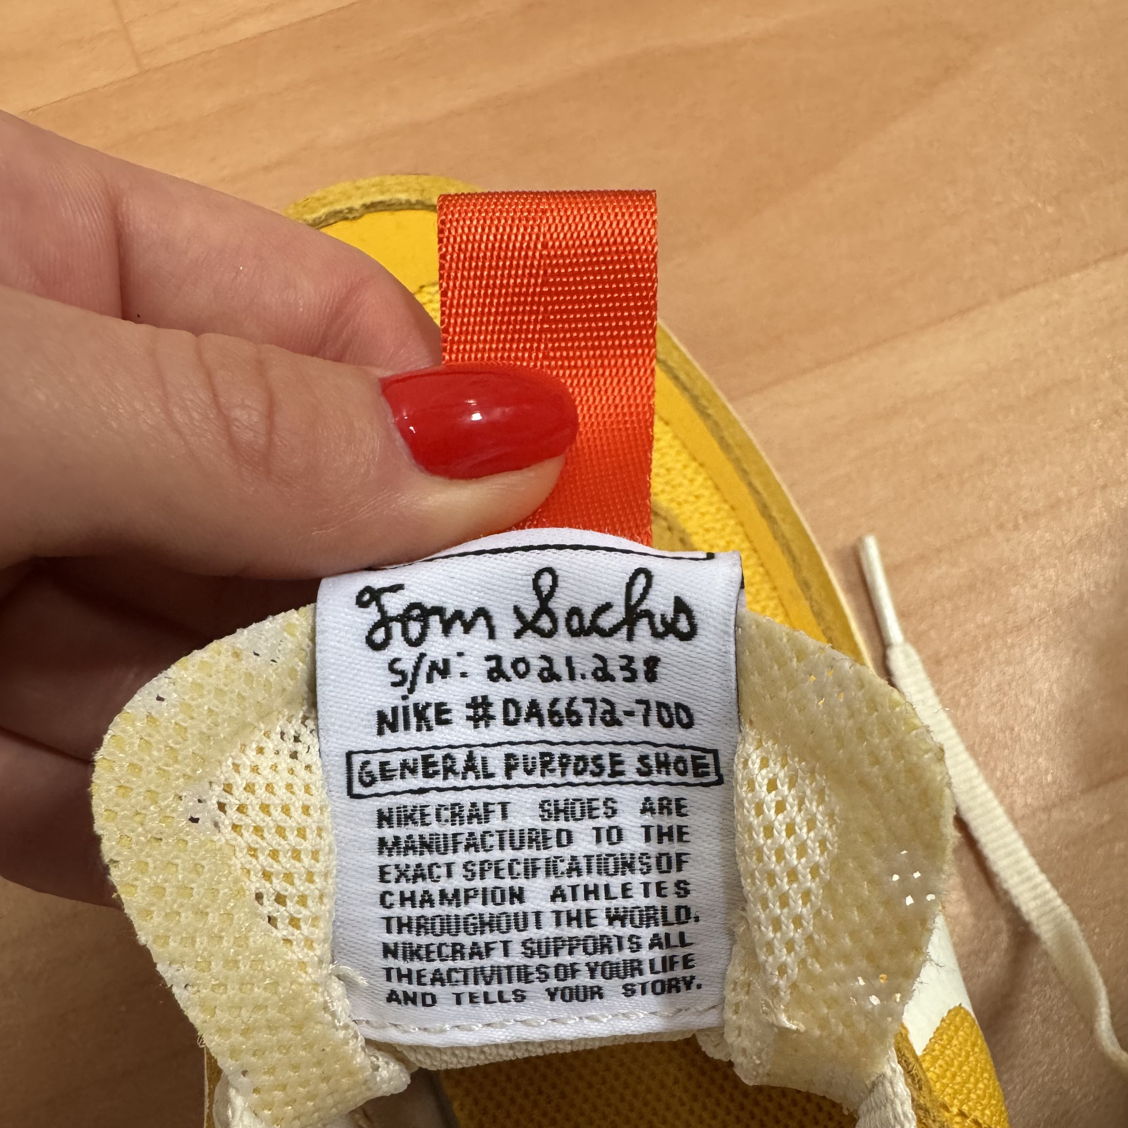 Tom Sachs
S/N: 2021.238
NiKE #DA6672-700
GENERAL PURPOSE SHOE
NIKECRAFT SHOES ARE
MANUFACTURED TO THE
EXACT SPECIFICATIONS OF
CHAMPION ATHLETES
THROUGHOUT THE WORLD.
NIKECRAFT SUPPORTS ALL
THE ACTIVITIES OF YOUR LIFE
AND TELLS YOUR STORY.